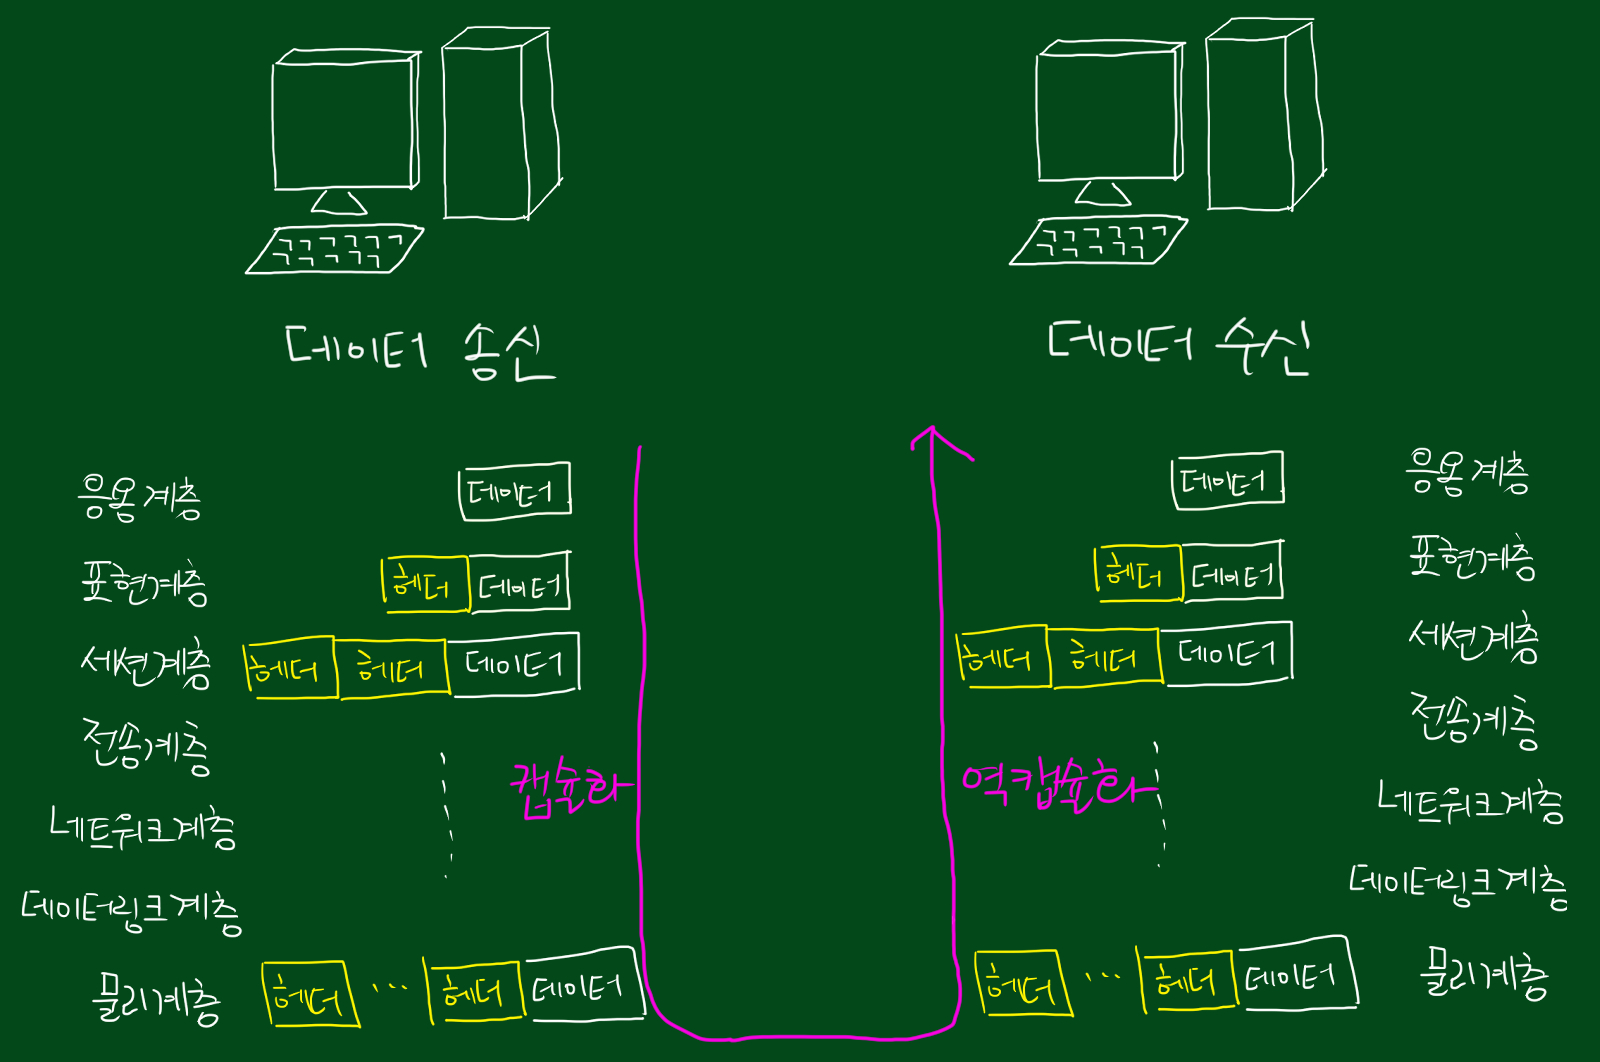 데이터 송신
데이터 수신
응용계층
데이터
데이터
응용계층
표현계층
헤더 데이터
헤더 데이터
표현계층
세션계층
헤더 헤더 데이터
헤더 헤더 데이터
세션계층
전송계층
캡슐화
역캡슐화
전송계층
네트워크계층
네트워크계층
데이터링크계층
데이터링크계층
물리계층
헤더 ... 헤더 데이터
헤더 ... 헤더 데이터
물리계층